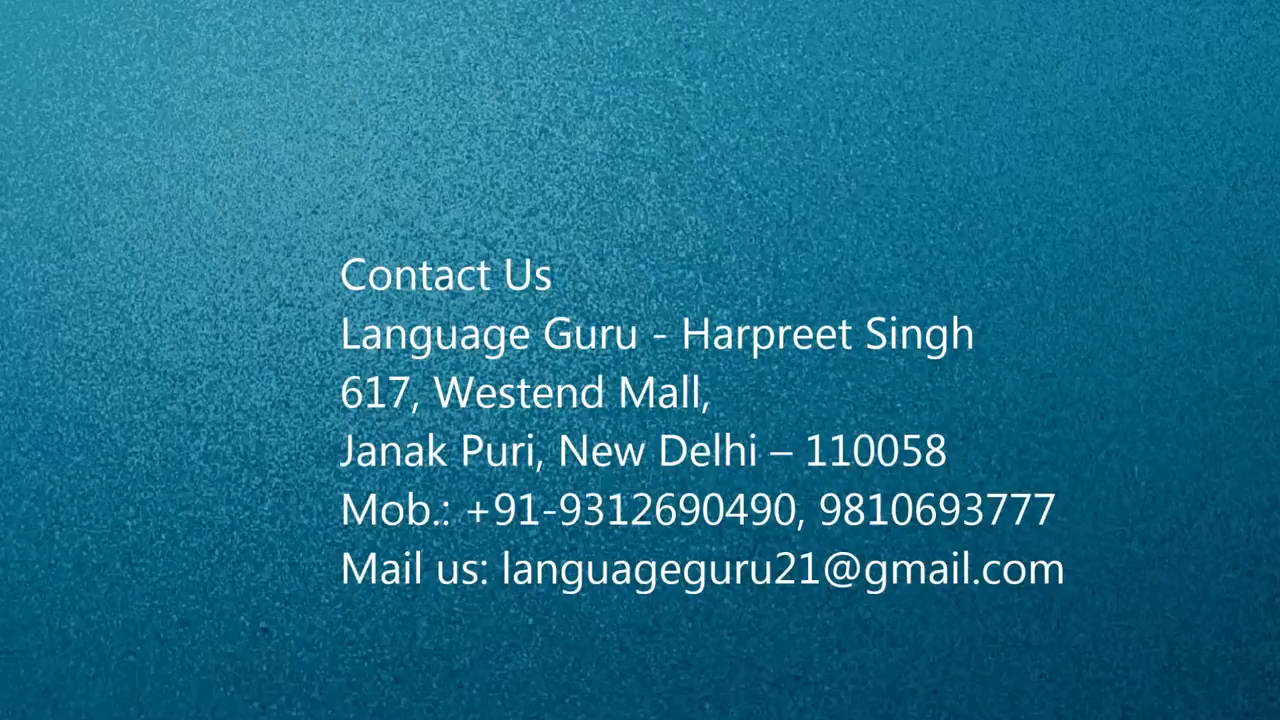 Contact Us
Language Guru - Harpreet Singh
617, Westend Mall,
Janak Puri, New Delhi – 110058
Mob.: +91-9312690490, 9810693777
Mail us: languageguru21@gmail.com